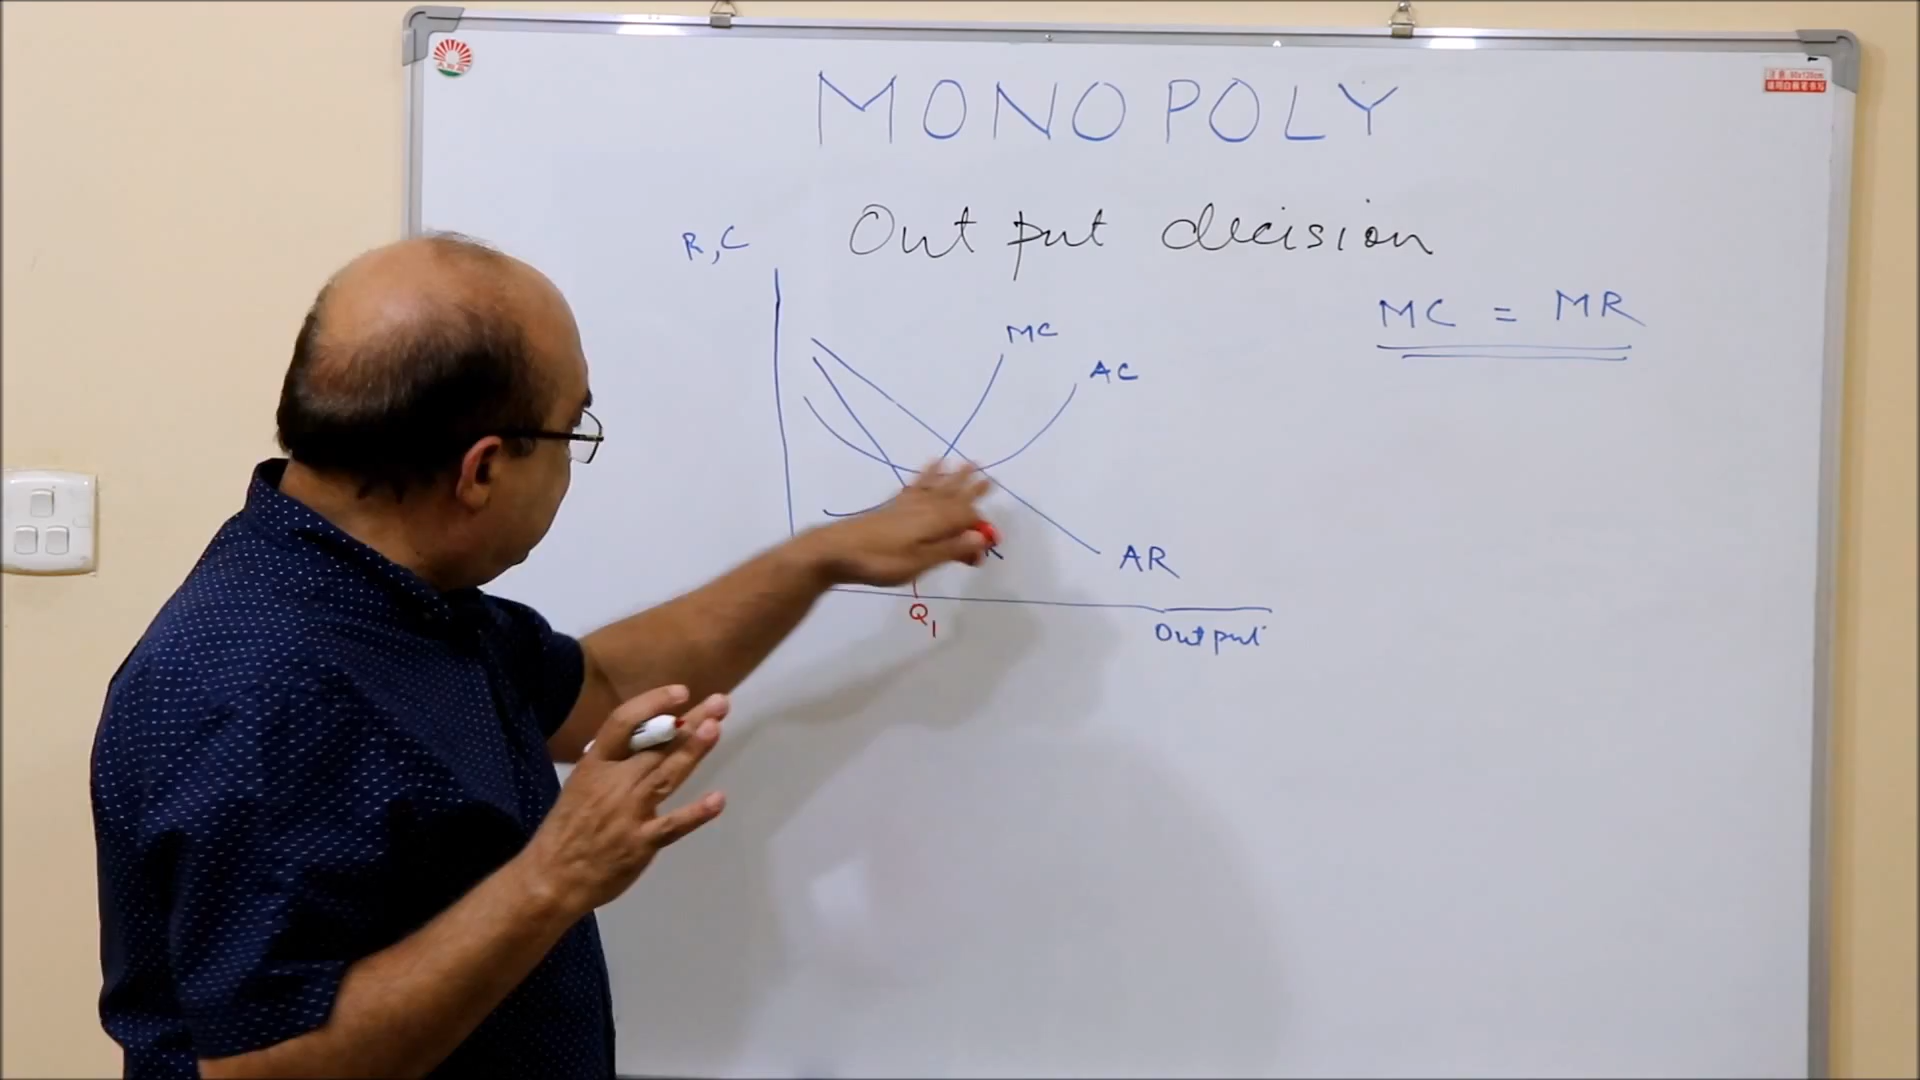 MONOPOLY
Output decision
R, C
MC = MR
MC
AC
AR
Q1
Output